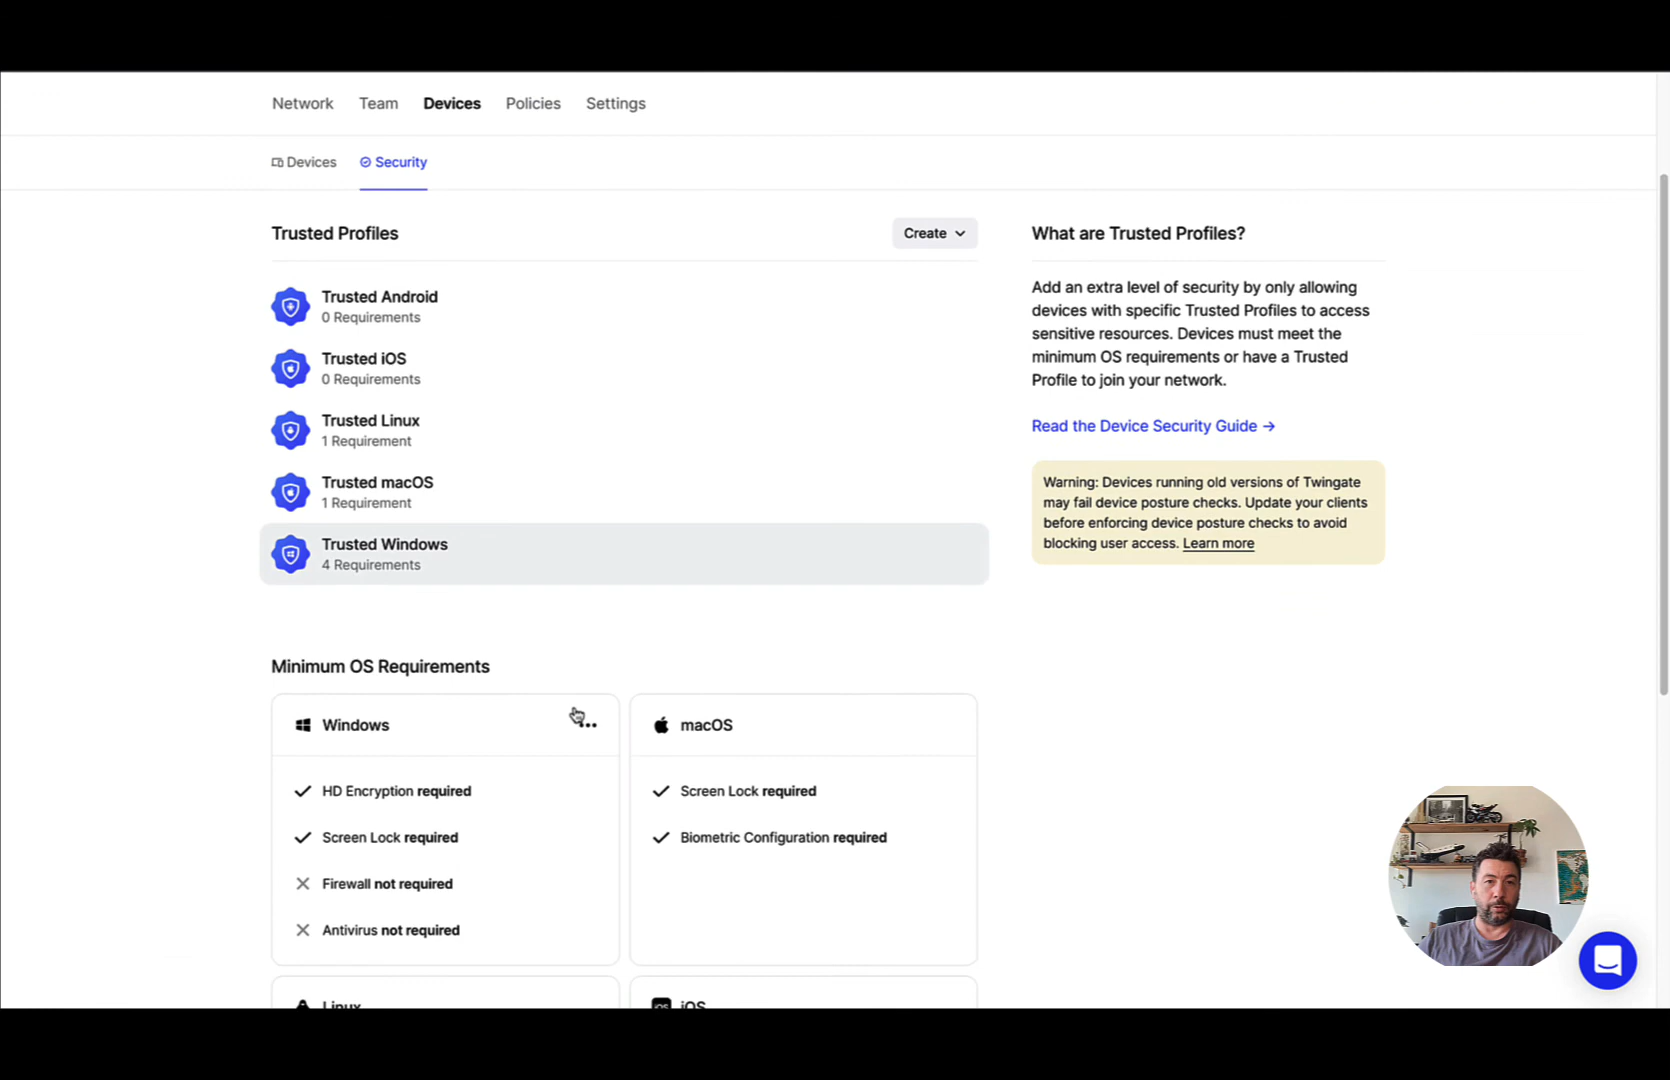 Network Team Devices Policies Settings
Devices Security
Trusted Profiles
Create
Trusted Android
0 Requirements
Trusted iOS
0 Requirements
Trusted Linux
1 Requirement
Trusted macOS
1 Requirement
Trusted Windows
4 Requirements
What are Trusted Profiles?
Add an extra level of security by only allowing
devices with specific Trusted Profiles to access
sensitive resources. Devices must meet the
minimum OS requirements or have a Trusted
Profile to join your network.
Read the Device Security Guide →
Warning: Devices running old versions of Twingate
may fail device posture checks. Update your clients
before enforcing device posture checks to avoid
blocking user access. Learn more
Minimum OS Requirements
Windows
HD Encryption required
Screen Lock required
Firewall not required
Antivirus not required
macOS
Screen Lock required
Biometric Configuration required
Linux
iOS iOS